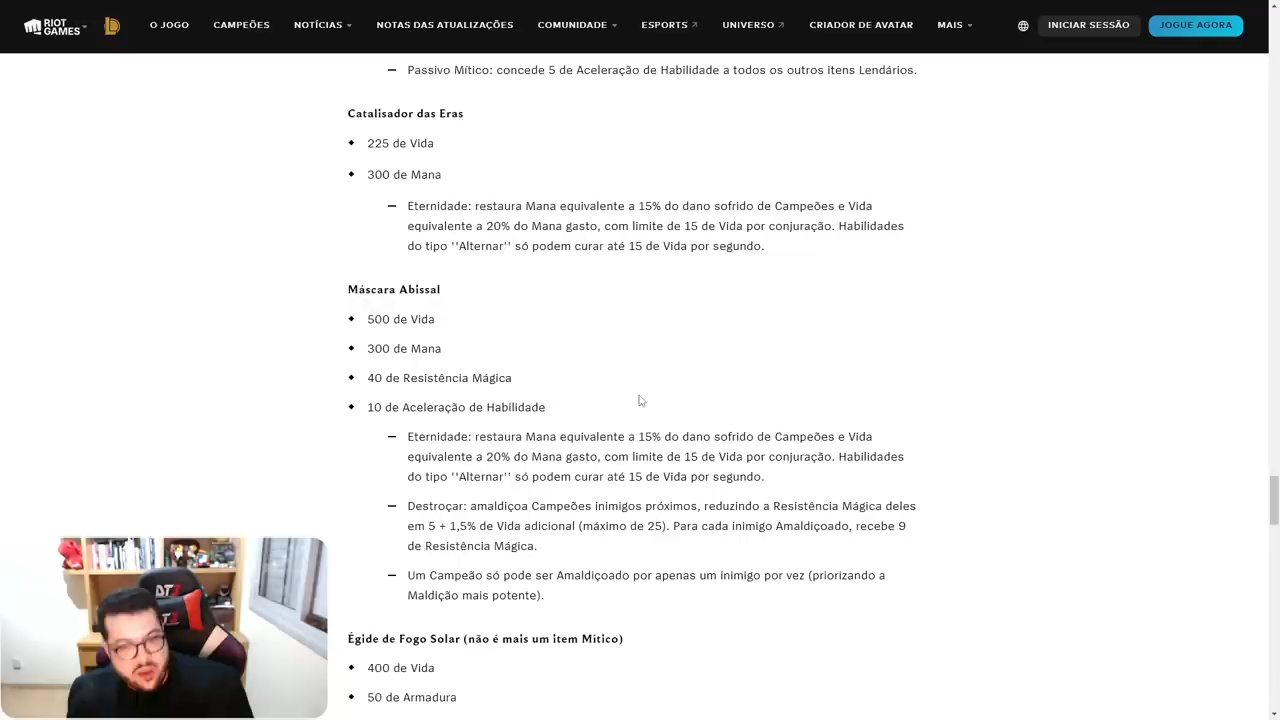 RIOT GAMES
O JOGO
CAMPEÕES
NOTÍCIAS
NOTAS DAS ATUALIZAÇÕES
COMUNIDADE
ESPORTS
UNIVERSO
CRIADOR DE AVATAR
MAIS
INICIAR SESSÃO
JOGUE AGORA
Passivo Mítico: concede 5 de Aceleração de Habilidade a todos os outros itens Lendários.
Catalisador das Eras
225 de Vida
300 de Mana
Eternidade: restaura Mana equivalente a 15% do dano sofrido de Campeões e Vida
equivalente a 20% do Mana gasto, com limite de 15 de Vida por conjuração. Habilidades
do tipo ''Alternar'' só podem curar até 15 de Vida por segundo.
Máscara Abissal
500 de Vida
300 de Mana
40 de Resistência Mágica
10 de Aceleração de Habilidade
Eternidade: restaura Mana equivalente a 15% do dano sofrido de Campeões e Vida
equivalente a 20% do Mana gasto, com limite de 15 de Vida por conjuração. Habilidades
do tipo ''Alternar'' só podem curar até 15 de Vida por segundo.
Destroçar: amaldiçoa Campeões inimigos próximos, reduzindo a Resistência Mágica deles
em 5 + 1,5% de Vida adicional (máximo de 25). Para cada inimigo Amaldiçoado, recebe 9
de Resistência Mágica.
Um Campeão só pode ser Amaldiçoado por apenas um inimigo por vez (priorizando a
Maldição mais potente).
Égide de Fogo Solar (não é mais um item Mítico)
400 de Vida
50 de Armadura